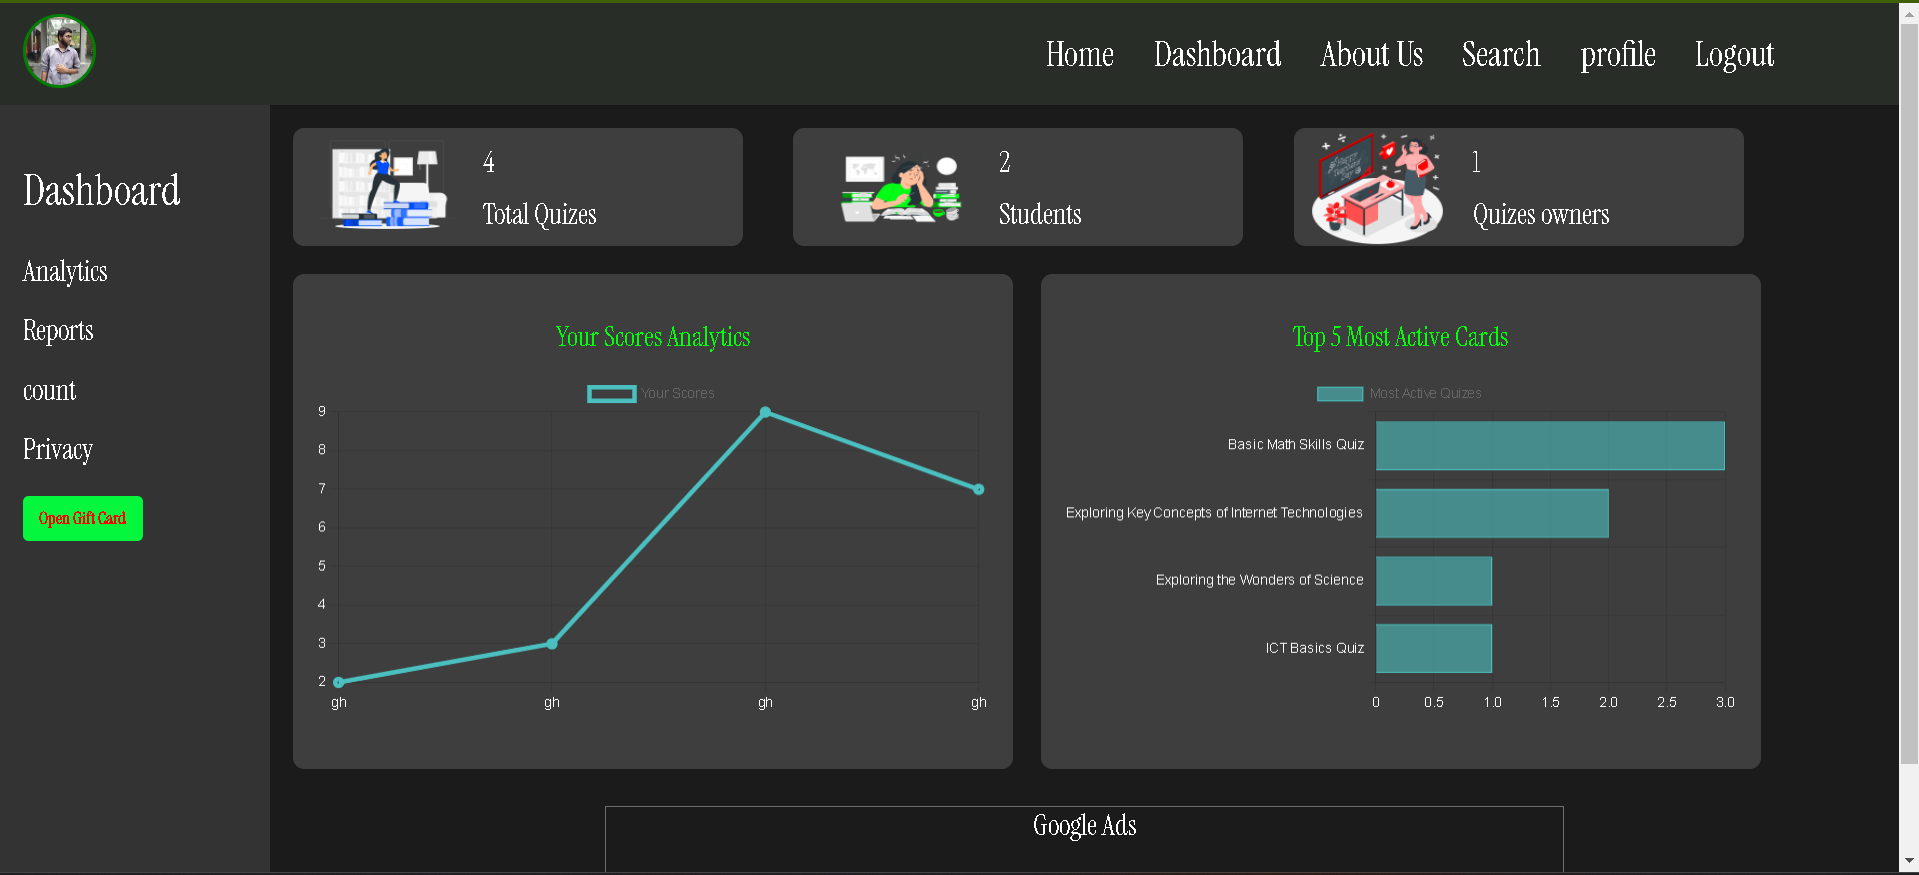 Home Dashboard About Us Search profile Logout
Dashboard
Analytics
Reports
count
Privacy
Open Gift Card
4
Total Quizes
2
Students
1
Quizes owners
Your Scores Analytics
Your Scores
9
8
7
6
5
4
3
2
gh gh gh gh
Top 5 Most Active Cards
Most Active Quizes
Basic Math Skills Quiz
Exploring Key Concepts of Internet Technologies
Exploring the Wonders of Science
ICT Basics Quiz
0 0.5 1.0 1.5 2.0 2.5 3.0
Google Ads